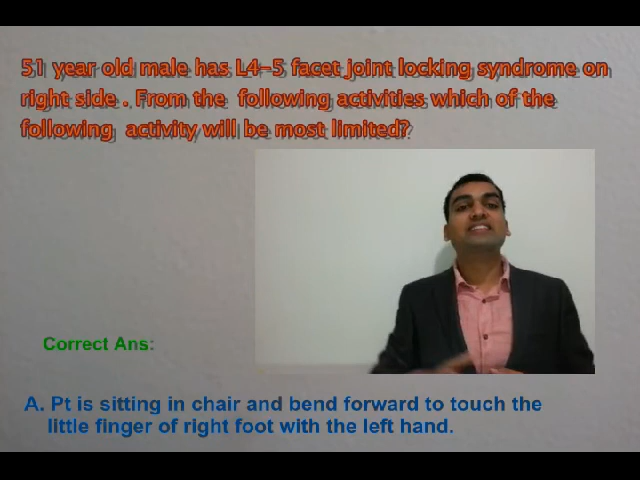 51 year old male has L4-5 facet joint locking syndrome on
right side . From the following activities which of the
following activity will be most limited?
Correct Ans:
A. Pt is sitting in chair and bend forward to touch the
little finger of right foot with the left hand.